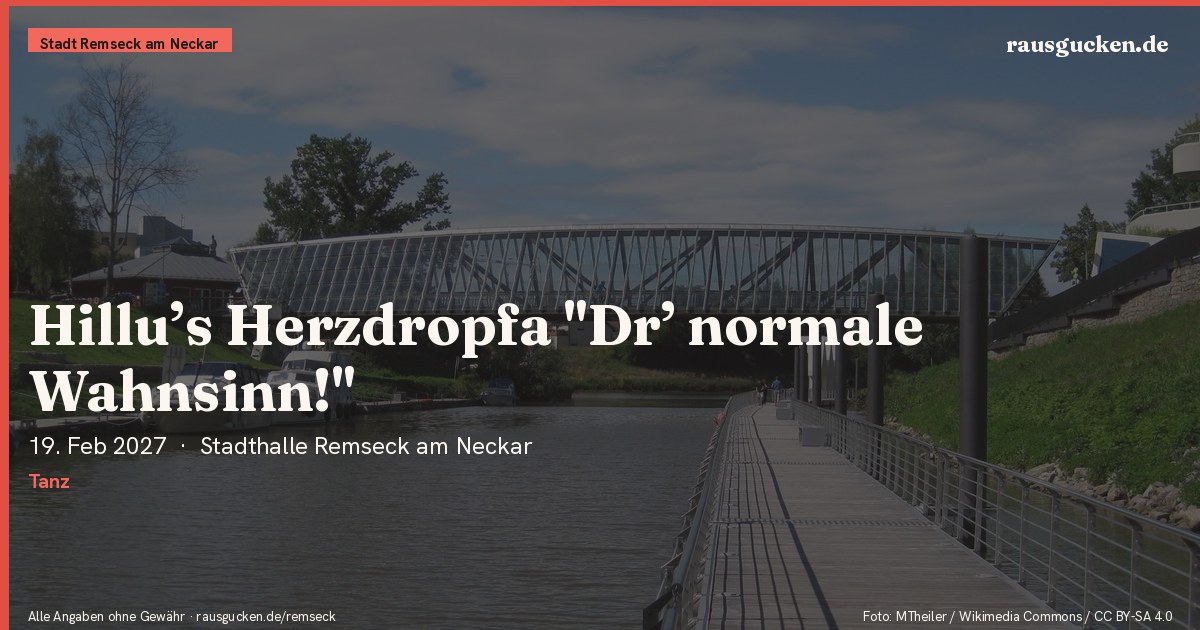 Stadt Remseck am Neckar
rausgucken.de
Hillu’s Herzdropfa "Dr’ normale
Wahnsinn!"
19. Feb 2027 · Stadthalle Remseck am Neckar
Tanz
Alle Angaben ohne Gewähr · rausgucken.de/remseck
Foto: MTheiler / Wikimedia Commons / CC BY-SA 4.0